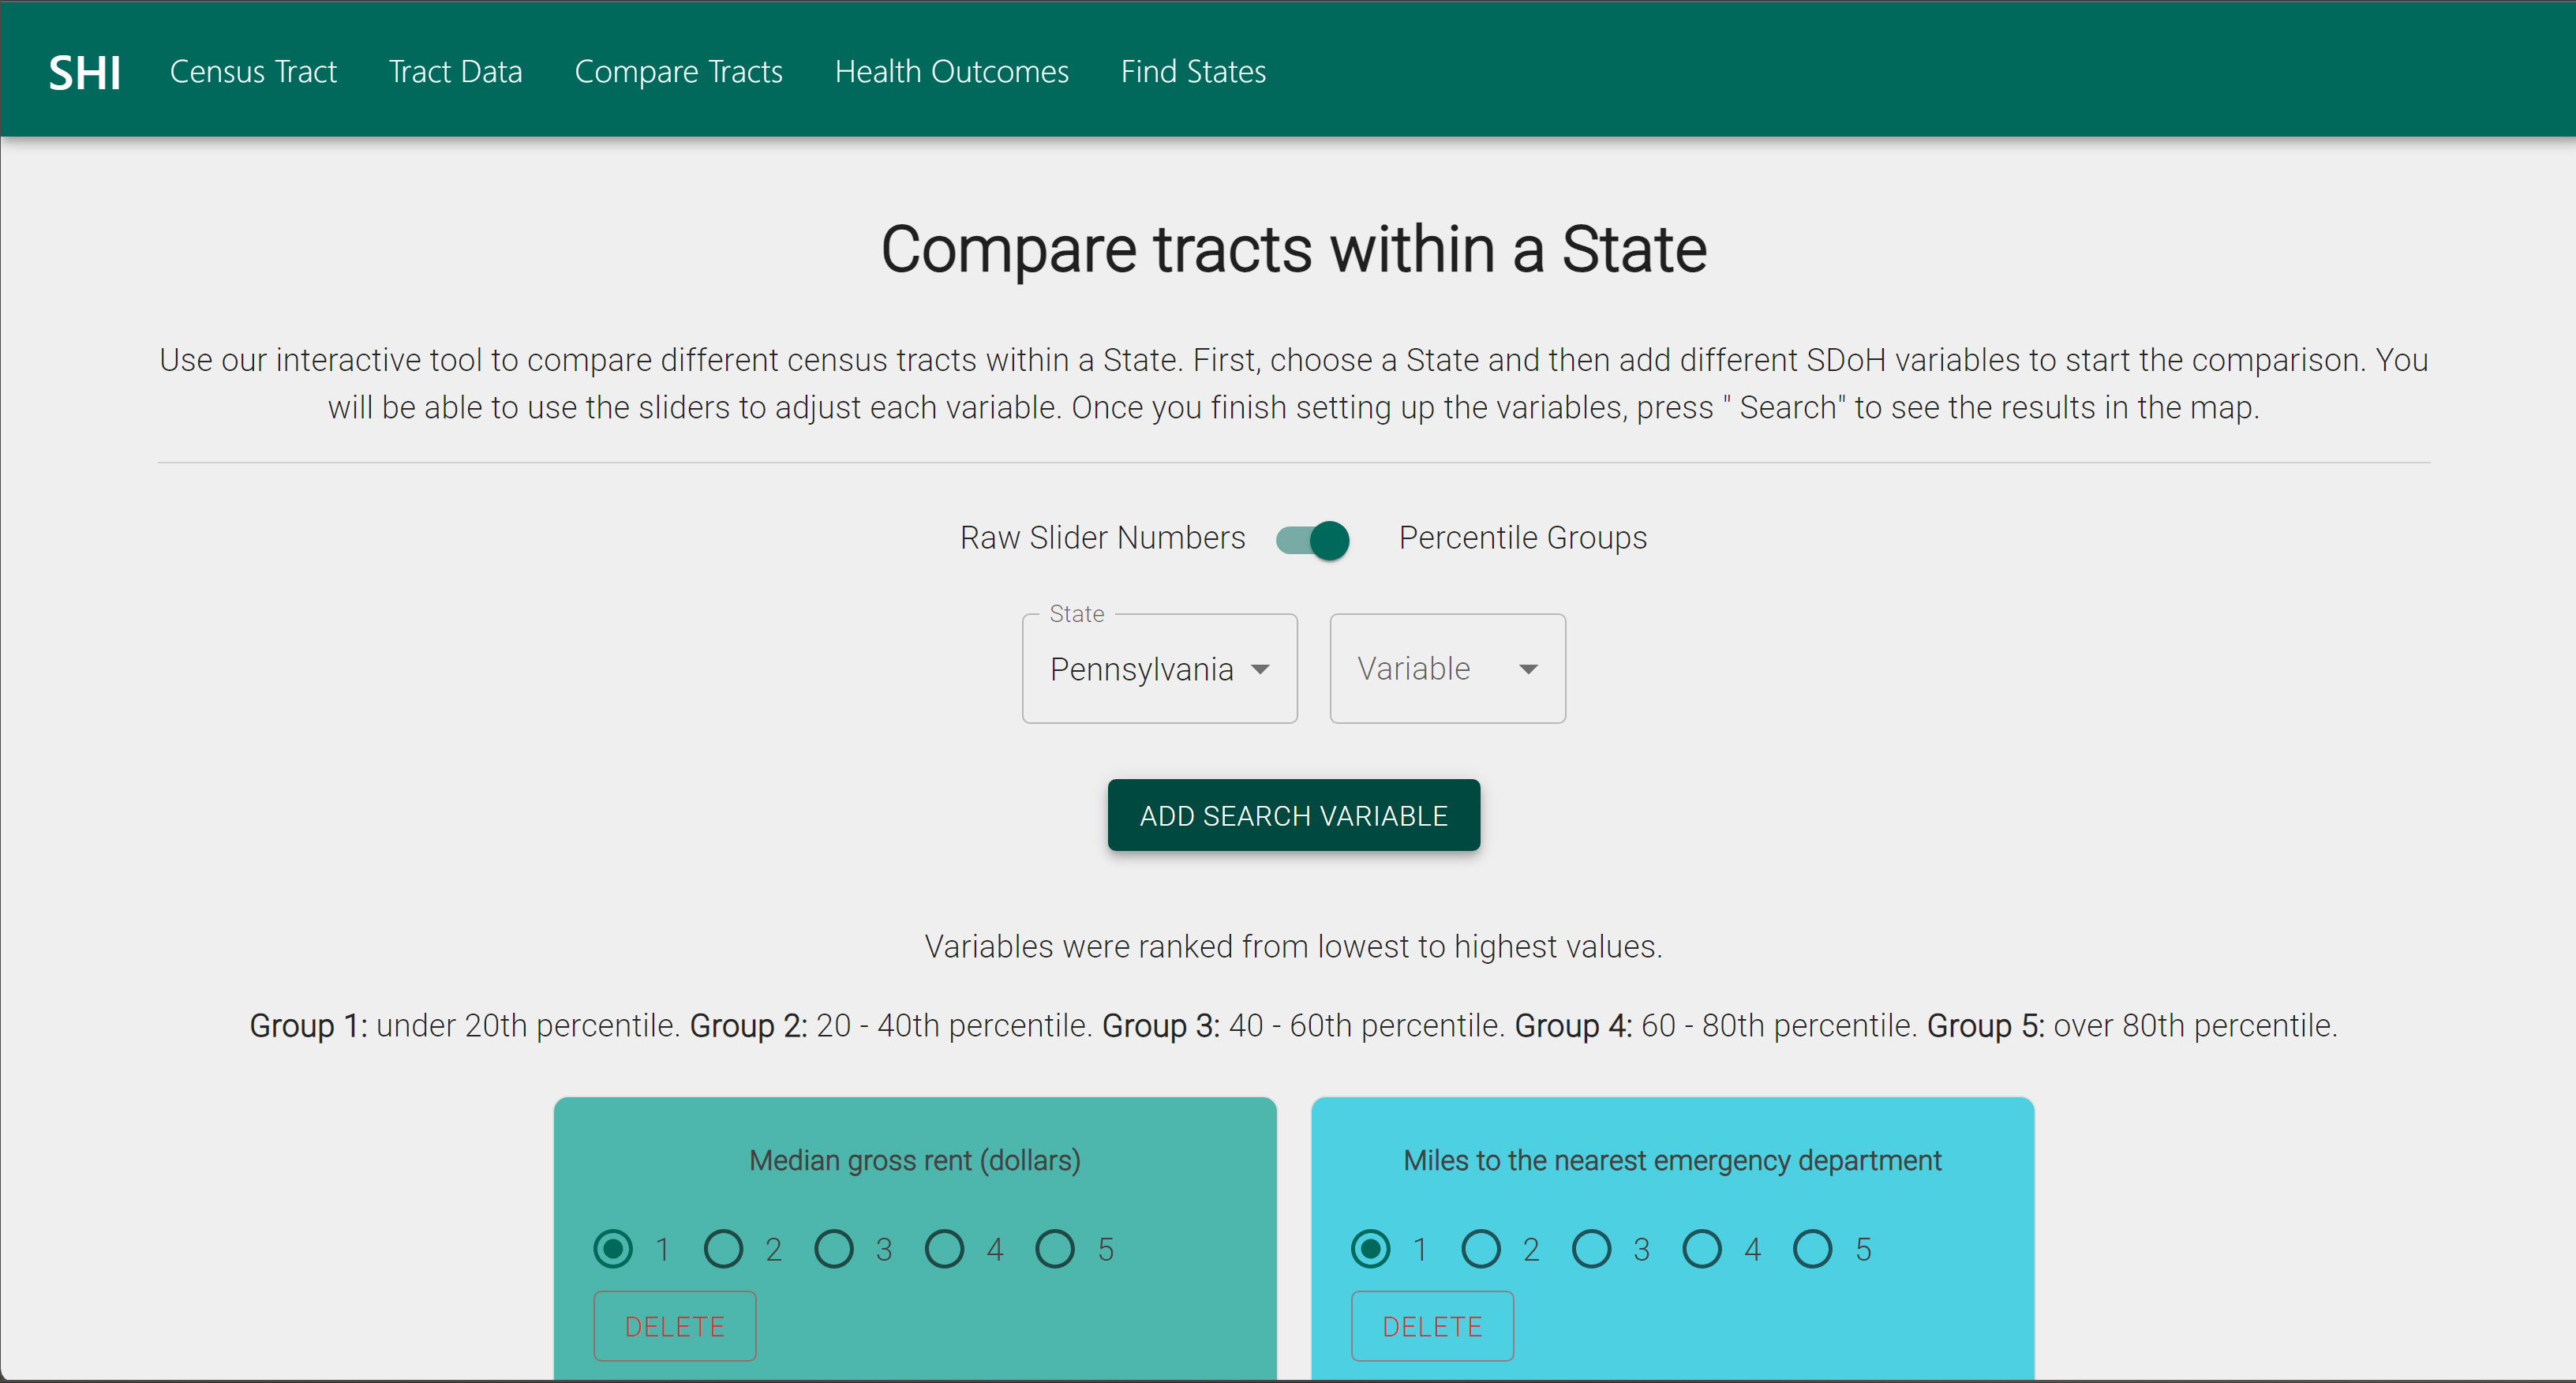 SHI Census Tract Tract Data Compare Tracts Health Outcomes Find States
Compare tracts within a State
Use our interactive tool to compare different census tracts within a State. First, choose a State and then add different SDoH variables to start the comparison. You
will be able to use the sliders to adjust each variable. Once you finish setting up the variables, press " Search" to see the results in the map.
Raw Slider Numbers Percentile Groups
State
Pennsylvania Variable
ADD SEARCH VARIABLE
Variables were ranked from lowest to highest values.
Group 1: under 20th percentile. Group 2: 20 - 40th percentile. Group 3: 40 - 60th percentile. Group 4: 60 - 80th percentile. Group 5: over 80th percentile.
Median gross rent (dollars)
1 2 3 4 5
DELETE
Miles to the nearest emergency department
1 2 3 4 5
DELETE